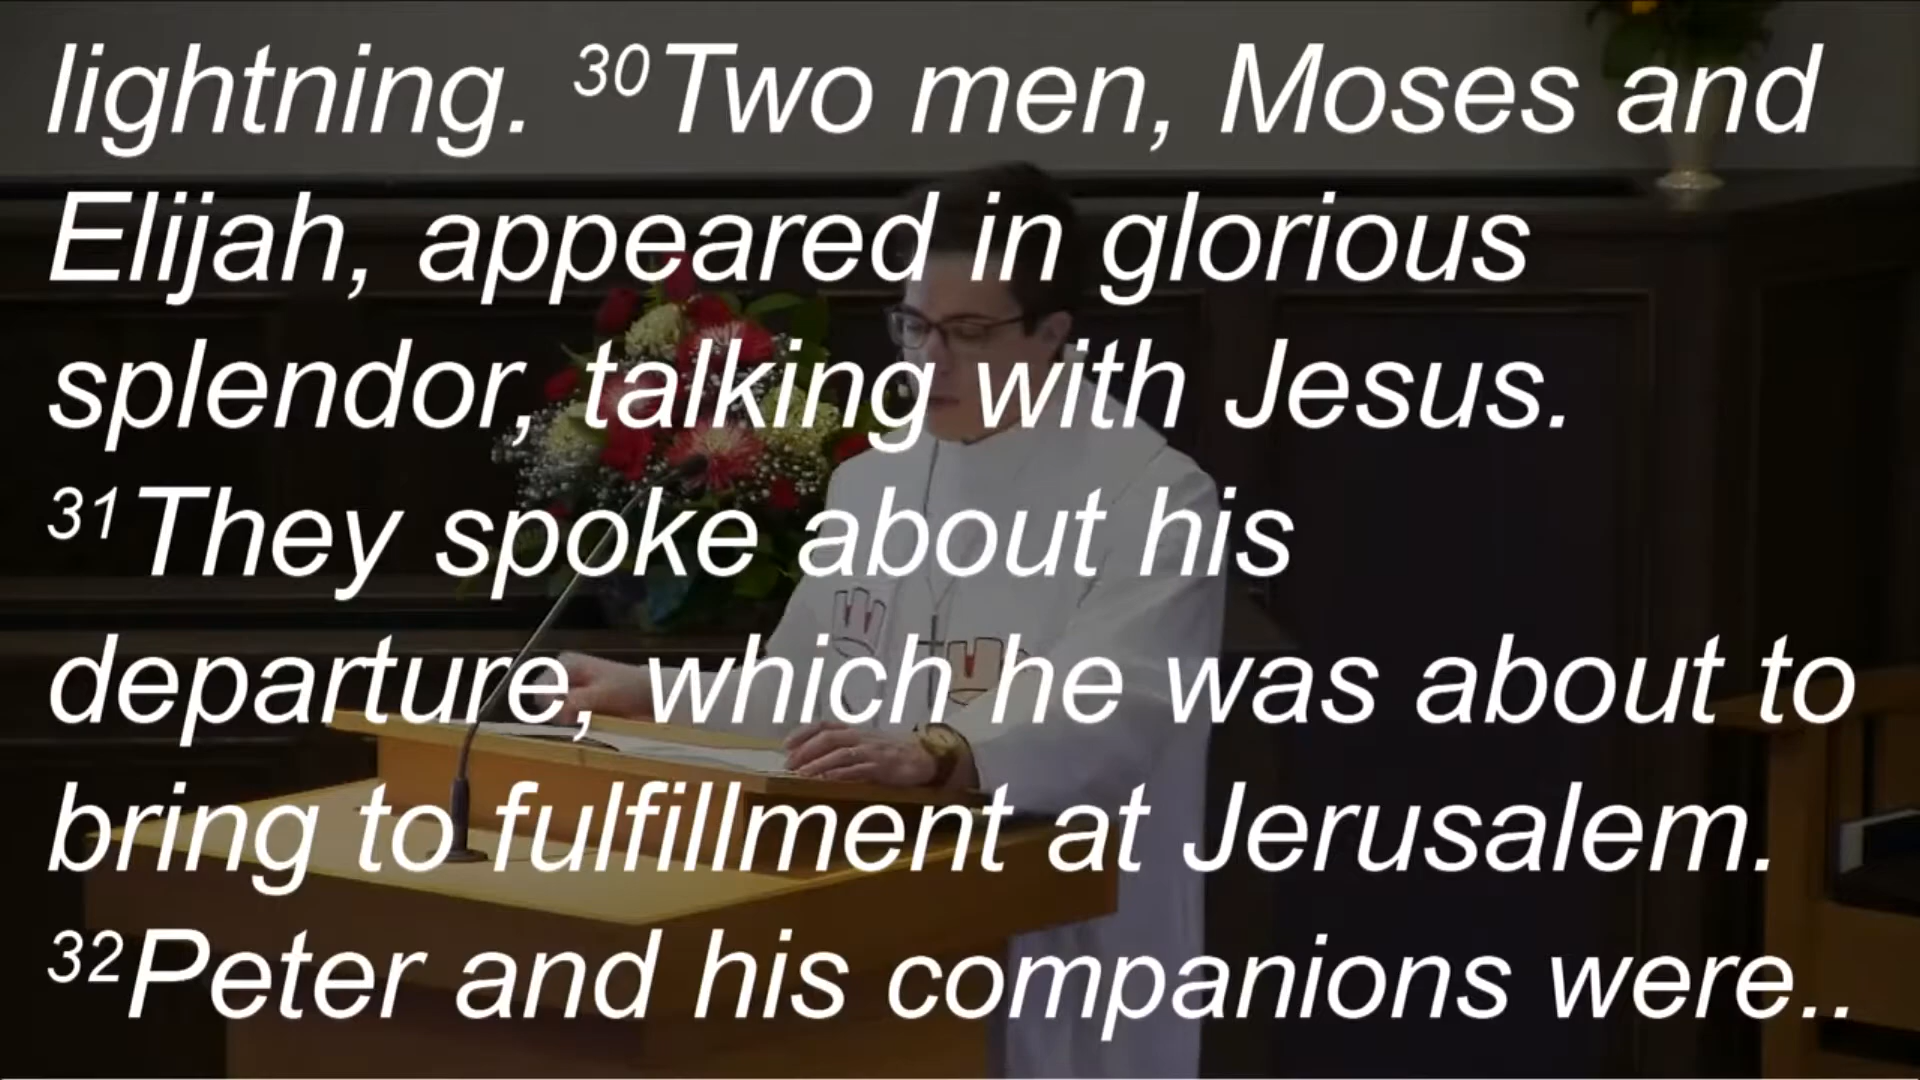 lightning. ³⁰Two men, Moses and
Elijah, appeared in glorious
splendor, talking with Jesus.
³¹They spoke about his
departure, which he was about to
bring to fulfillment at Jerusalem.
³²Peter and his companions were..